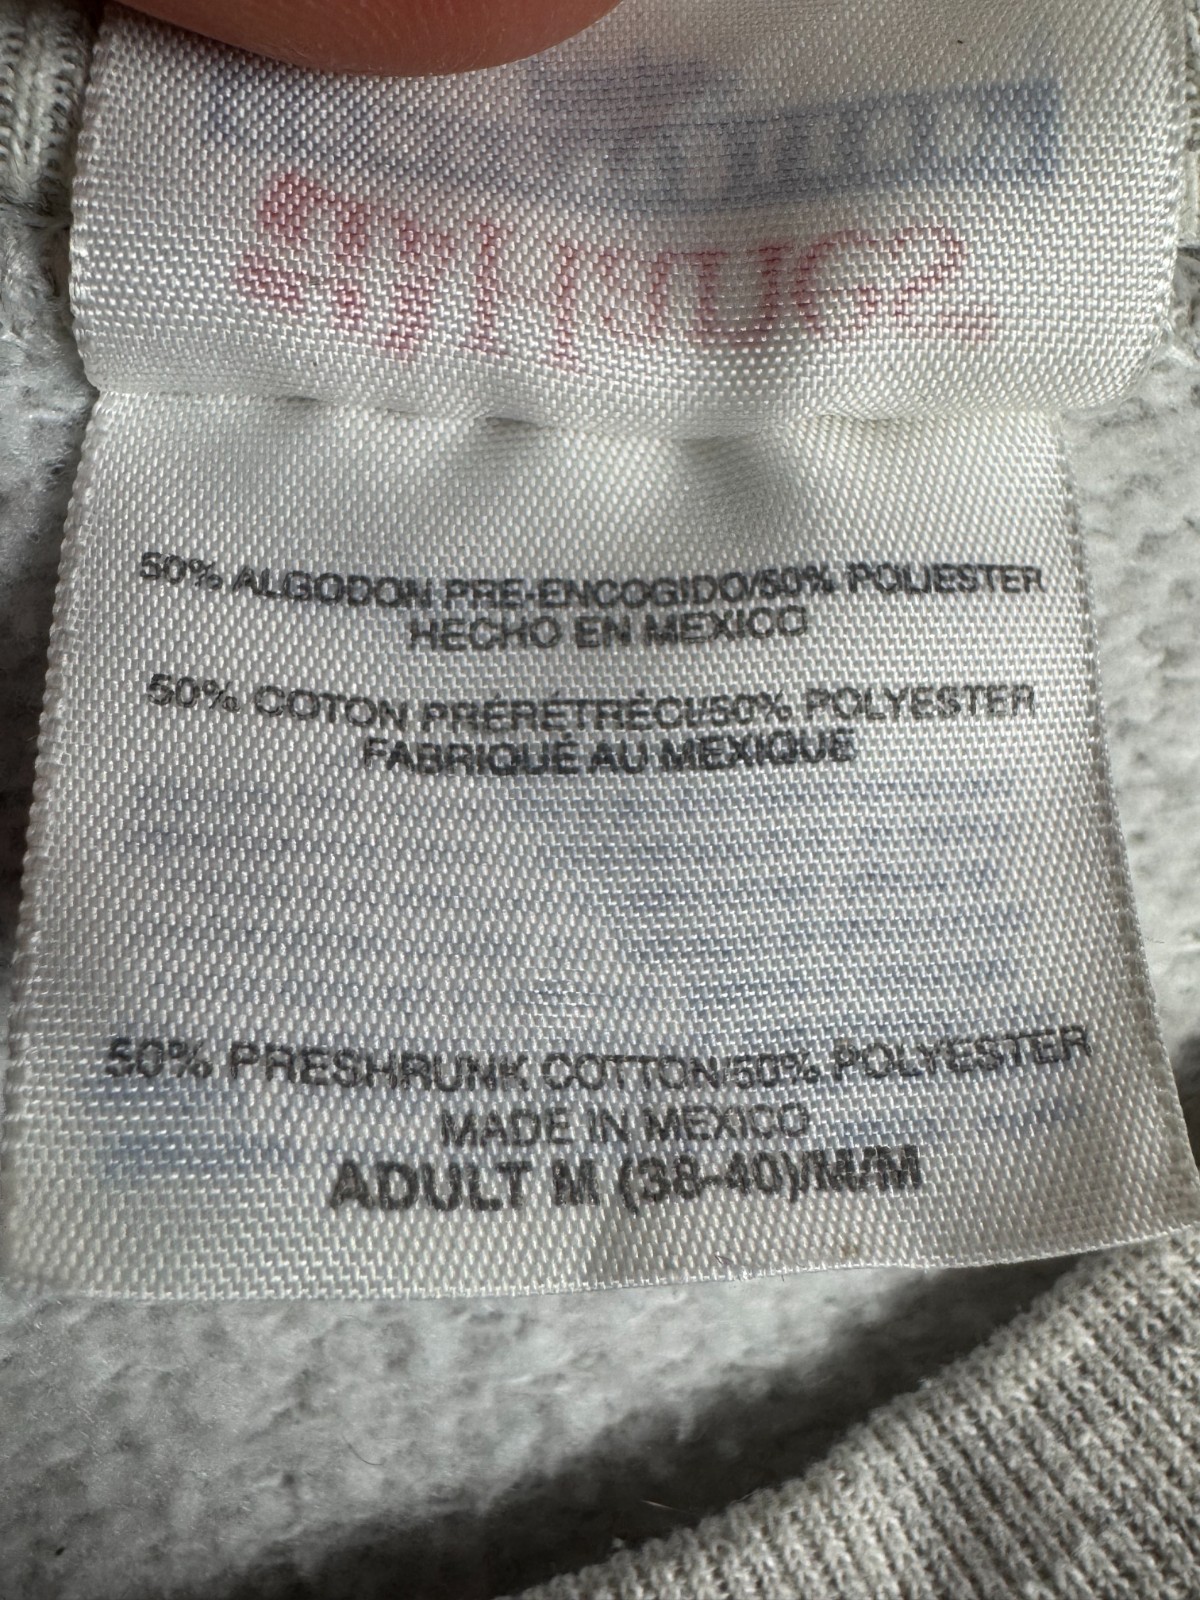 50% ALGODON PRE-ENCOGIDO/50% POLIESTER
HECHO EN MEXICO
50% COTON PRÉRÉTRÉCI/50% POLYESTER
FABRIQUÉ AU MEXIQUE
50% PRESHRUNK COTTON/50% POLYESTER
MADE IN MEXICO
ADULT M (38-40)/M/M